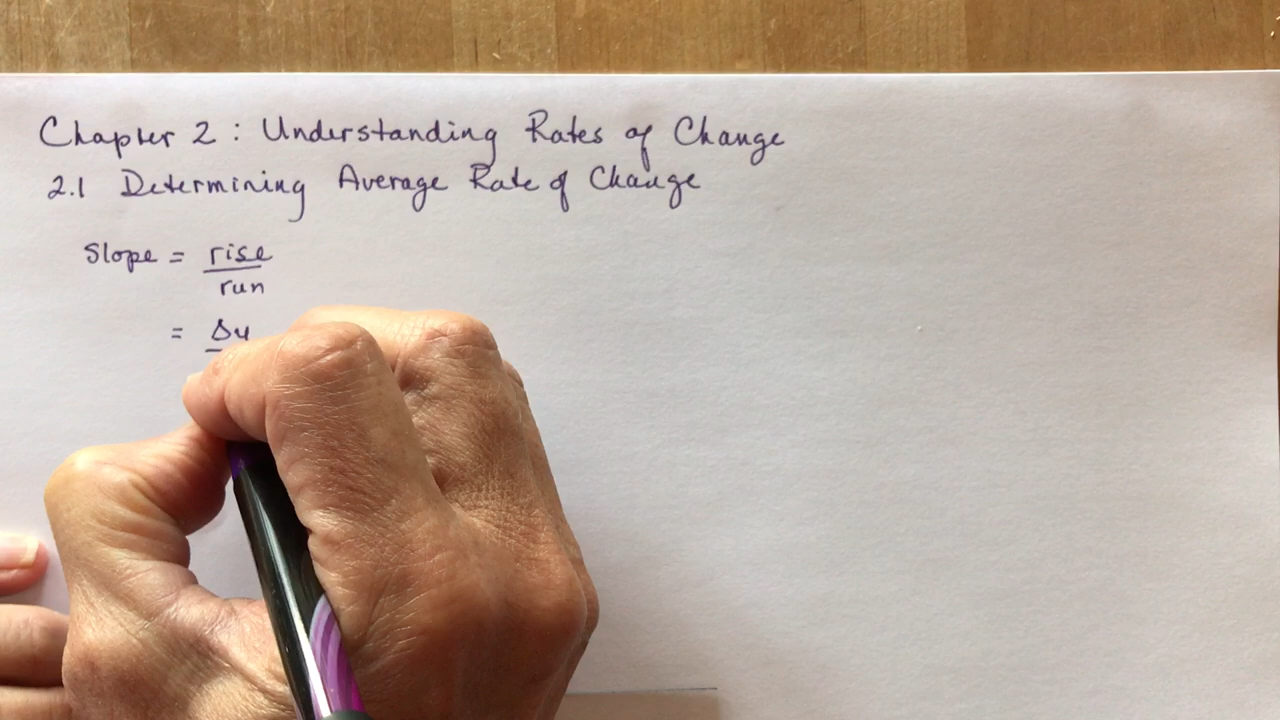 Chapter 2 : Understanding Rates of Change
2.1 Determining Average Rate of Change
Slope = rise
run
= Δy